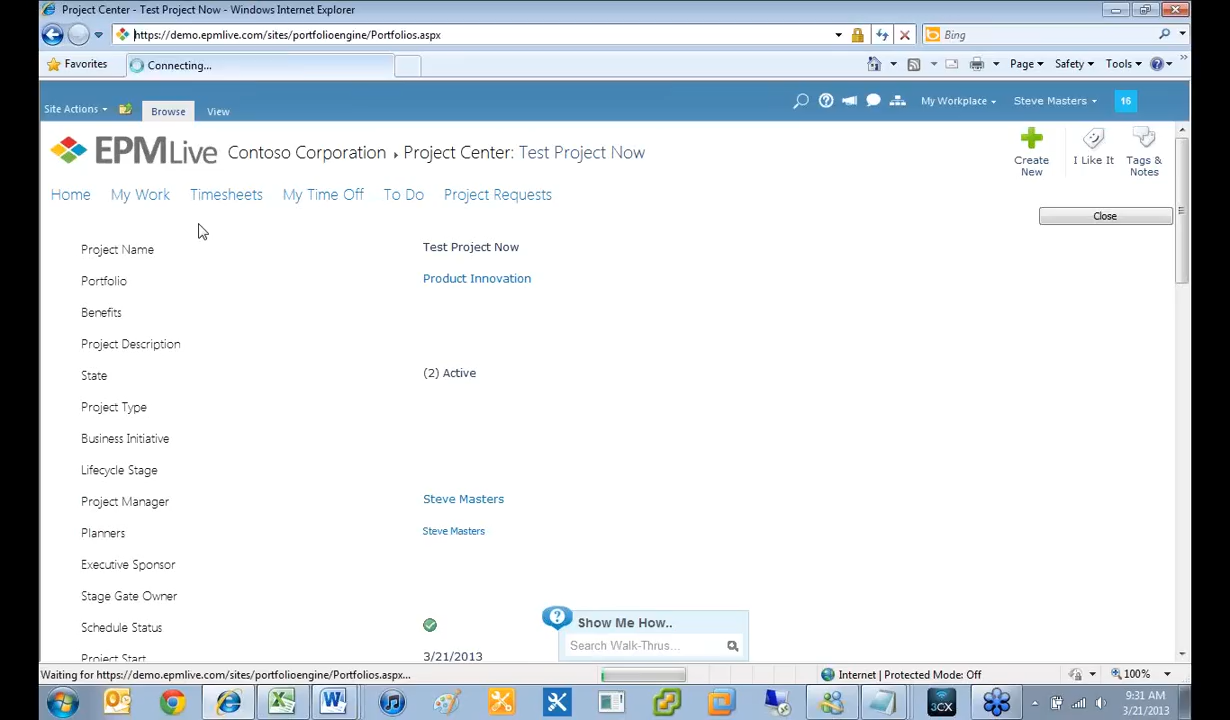 Project Center - Test Project Now - Windows Internet Explorer
https://demo.epmlive.com/sites/portfolioengine/Portfolios.aspx
Bing
Favorites
Connecting...
Page
Safety
Tools
Site Actions
Browse
View
My Workplace
Steve Masters
16
EPMLive
Contoso Corporation ▸ Project Center: Test Project Now
Create New
I Like It
Tags & Notes
Home
My Work
Timesheets
My Time Off
To Do
Project Requests
Close
Project Name Test Project Now
Portfolio Product Innovation
Benefits
Project Description
State (2) Active
Project Type
Business Initiative
Lifecycle Stage
Project Manager Steve Masters
Planners Steve Masters
Executive Sponsor
Stage Gate Owner
Schedule Status
Project Start 3/21/2013
Show Me How..
Search Walk-Thrus...
Waiting for https://demo.epmlive.com/sites/portfolioengine/Portfolios.aspx...
Internet | Protected Mode: Off
100%
3CX
9:31 AM
3/21/2013